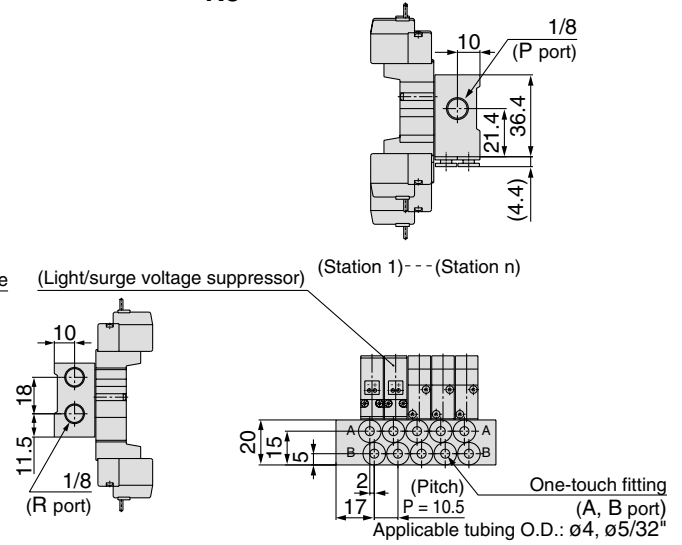 1/8
10
(P port)
21.4
36.4
(4.4)
(Station 1)---(Station n)
(Light/surge voltage suppressor)
10
18
11.5
1/8
(R port)
20
15
5
A
A
B
B
2
17
(Pitch)
P = 10.5
One-touch fitting
(A, B port)
Applicable tubing O.D.: ø4, ø5/32"